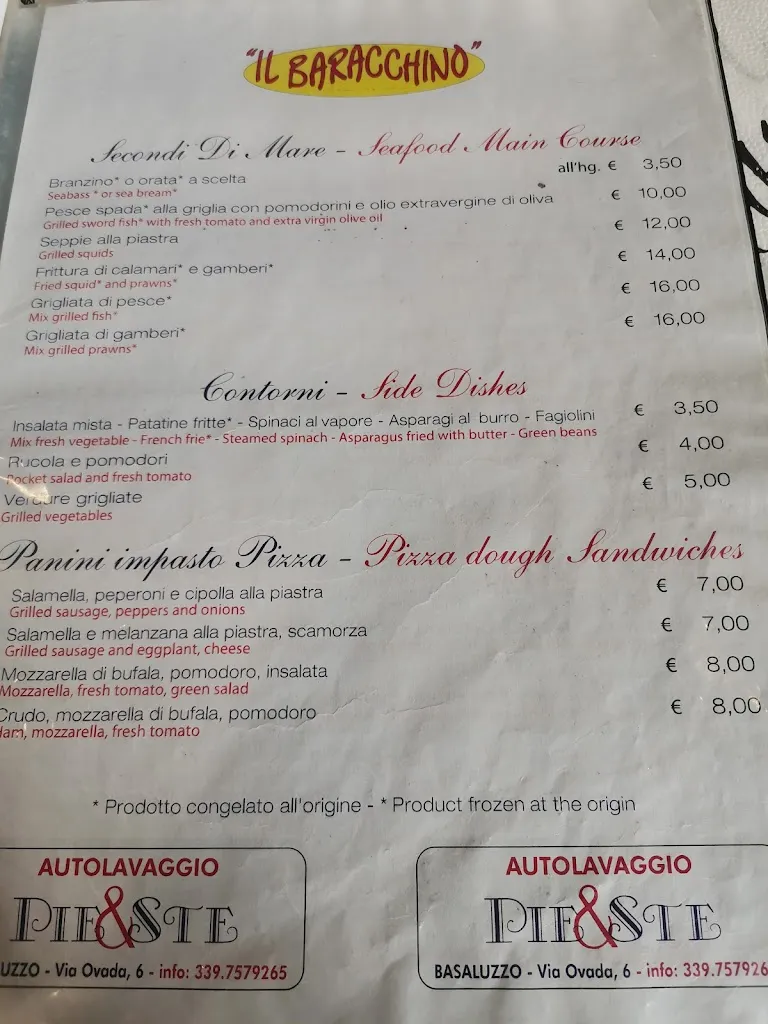 "IL BARACCHINO"
Secondi Di Mare - Seafood Main Course
Branzino* o orata* a scelta all'hg. € 3,50
Seabass * or sea bream*
Pesce spada* alla griglia con pomodorini e olio extravergine di oliva € 10,00
Grilled sword fish* with fresh tomato and extra virgin olive oil
Seppie alla piastra € 12,00
Grilled squids
Frittura di calamari* e gamberi* € 14,00
Fried squid* and prawns*
Grigliata di pesce* € 16,00
Mix grilled fish*
Grigliata di gamberi* € 16,00
Mix grilled prawns*
Contorni - Side Dishes
Insalata mista - Patatine fritte* - Spinaci al vapore - Asparagi al burro - Fagiolini € 3,50
Mix fresh vegetable - French frie* - Steamed spinach - Asparagus fried with butter - Green beans
Rucola e pomodori € 4,00
Rocket salad and fresh tomato
Verdure grigliate € 5,00
Grilled vegetables
Panini impasto Pizza - Pizza dough Sandwiches
Salamella, peperoni e cipolla alla piastra € 7,00
Grilled sausage, peppers and onions
Salamella e melanzana alla piastra, scamorza € 7,00
Grilled sausage and eggplant, cheese
Mozzarella di bufala, pomodoro, insalata € 8,00
Mozzarella, fresh tomato, green salad
Crudo, mozzarella di bufala, pomodoro € 8,00
Ham, mozzarella, fresh tomato
* Prodotto congelato all'origine - * Product frozen at the origin
AUTOLAVAGGIO
PIE&STE
UZZO - Via Ovada, 6 - info: 339.7579265
AUTOLAVAGGIO
PIE&STE
BASALUZZO - Via Ovada, 6 - info: 339.757926